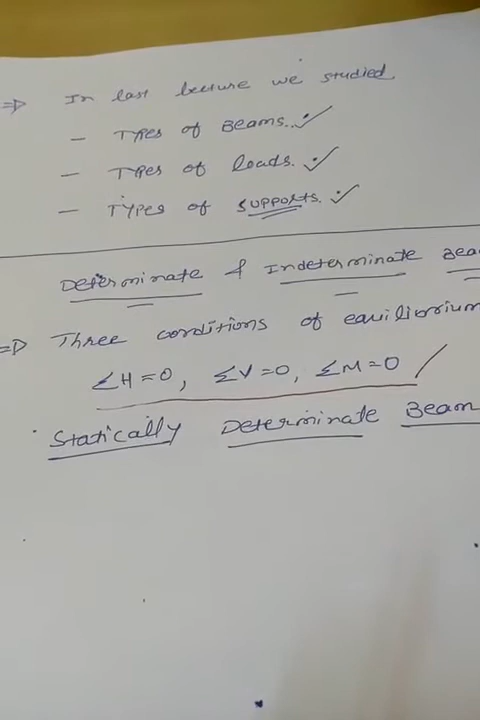 ⇒ In last lecture we studied
- Types of Beams. ✓
- Types of loads. ✓
- Types of supports. ✓
Determinate & Indeterminate Bea
⇒ Three conditions of equilibrium
ΣH=0, ΣV=0, ΣM=0
Statically Determinate Beam